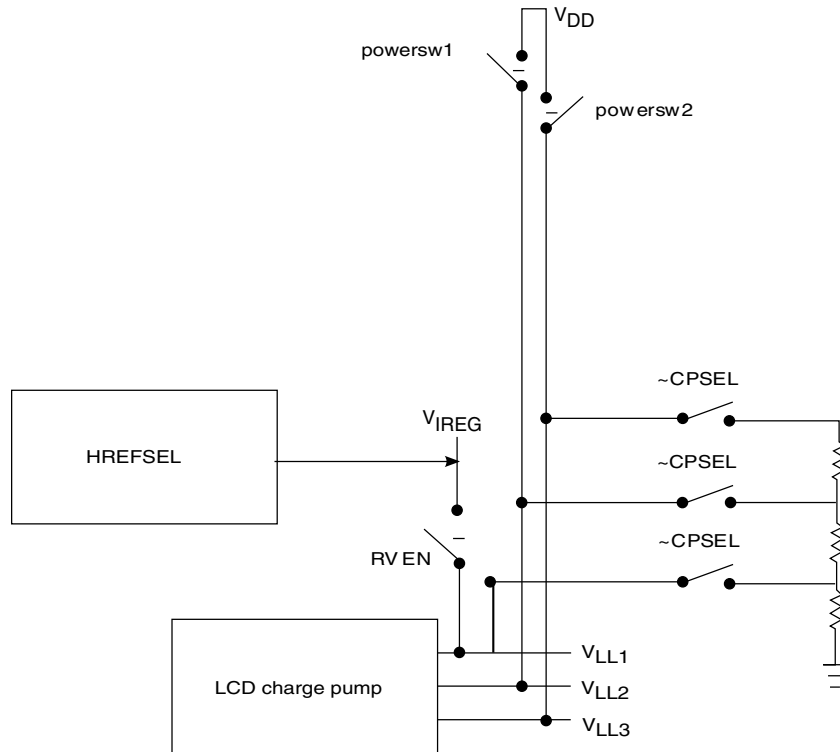 VDD
powersw1
powersw2
~CPSEL
VIREG
HREFSEL
~CPSEL
~CPSEL
RVEN
VLL1
LCD charge pump
VLL2
VLL3